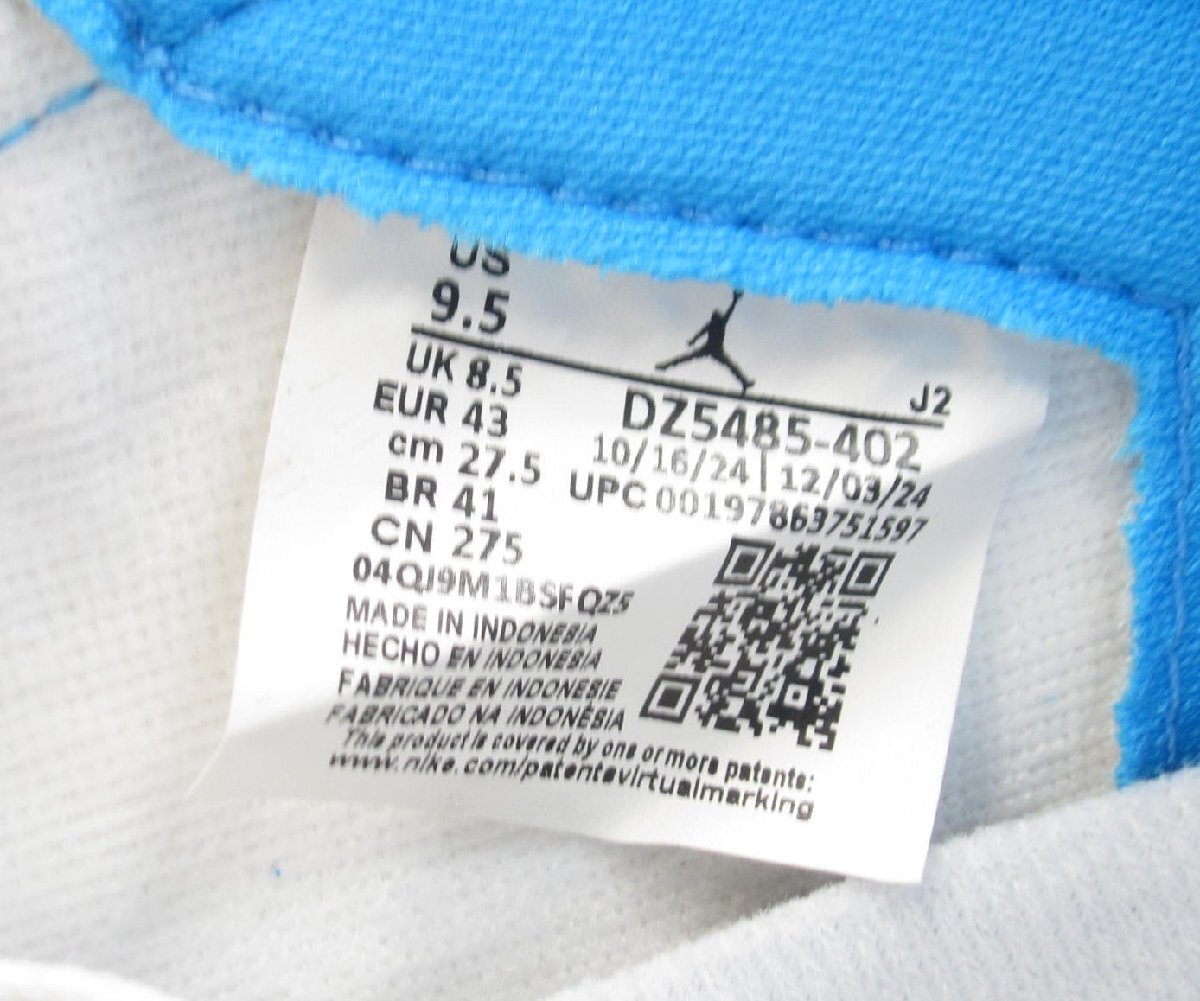 US
9.5
J2
UK 8.5
EUR 43
cm 27.5
BR 41
CN 275
DZ5485-402
10/16/24 | 12/03/24
UPC 00197863751597
04QJ9M1BSFQZ5
MADE IN INDONESIA
HECHO EN INDONESIA
FABRIQUE EN INDONESIE
FABRICADO NA INDONÉSIA
This product is covered by one or more patents:
www.nike.com/patentsvirtualmarking